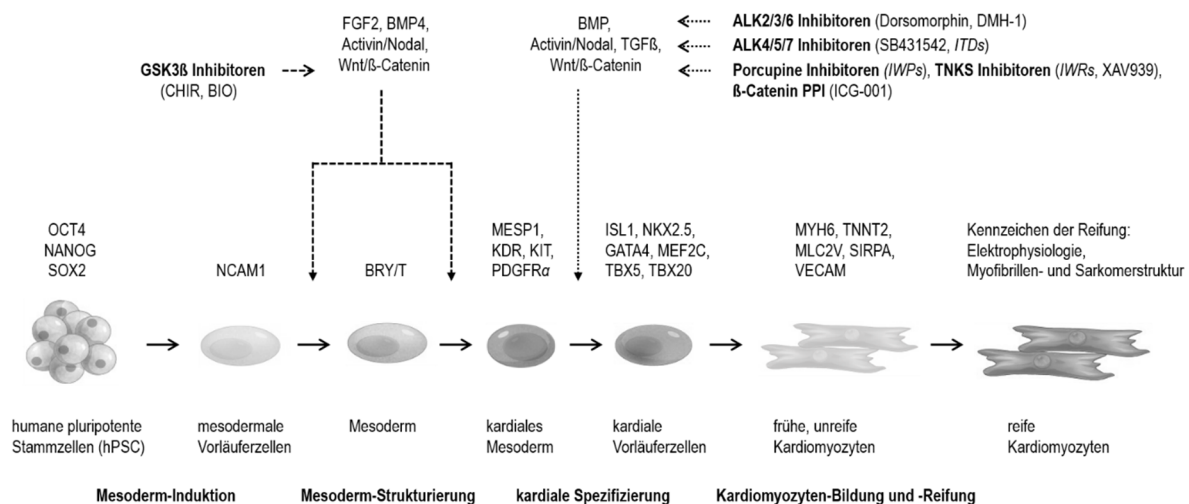 FGF2, BMP4,
Activin/Nodal,
Wnt/ß-Catenin
GSK3ß Inhibitoren
(CHIR, BIO)
BMP,
Activin/Nodal, TGFß,
Wnt/ß-Catenin
ALK2/3/6 Inhibitoren (Dorsomorphin, DMH-1)
ALK4/5/7 Inhibitoren (SB431542, ITDs)
Porcupine Inhibitoren (IWPs), TNKS Inhibitoren (IWRs, XAV939),
ß-Catenin PPI (ICG-001)
OCT4
NANOG
SOX2
NCAM1
BRY/T
MESP1,
KDR, KIT,
PDGFRα
ISL1, NKX2.5,
GATA4, MEF2C,
TBX5, TBX20
MYH6, TNNT2,
MLC2V, SIRPA,
VECAM
Kennzeichen der Reifung:
Elektrophysiologie,
Myofibrillen- und Sarkomerstruktur
humane pluripotente
Stammzellen (hPSC)
mesodermale
Vorläuferzellen
Mesoderm
kardiales
Mesoderm
kardiale
Vorläuferzellen
frühe, unreife
Kardiomyozyten
reife
Kardiomyozyten
Mesoderm-Induktion
Mesoderm-Strukturierung
kardiale Spezifizierung
Kardiomyozyten-Bildung und -Reifung